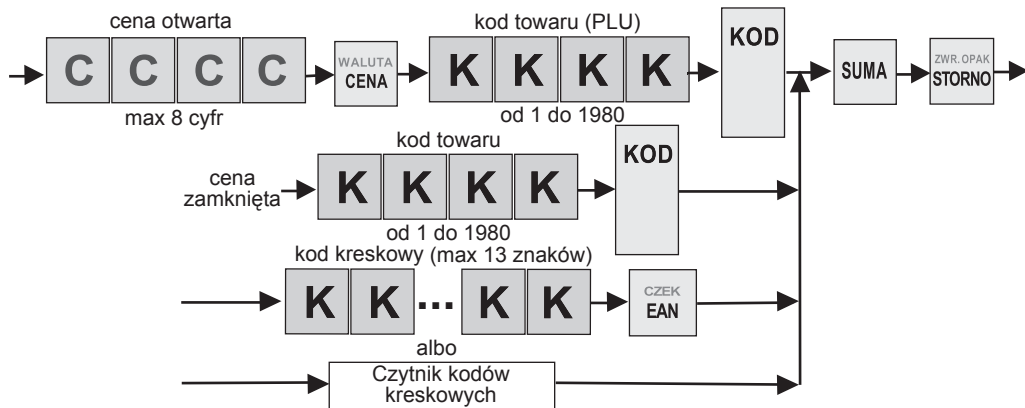 cena otwarta
C C C C
max 8 cyfr
WALUTA
CENA
kod towaru (PLU)
K K K K
od 1 do 1980
KOD
SUMA
ZWR. OPAK
STORNO
kod towaru
cena
zamknięta
K K K K
od 1 do 1980
KOD
kod kreskowy (max 13 znaków)
K K ... K K
CZEK
EAN
albo
Czytnik kodów
kreskowych